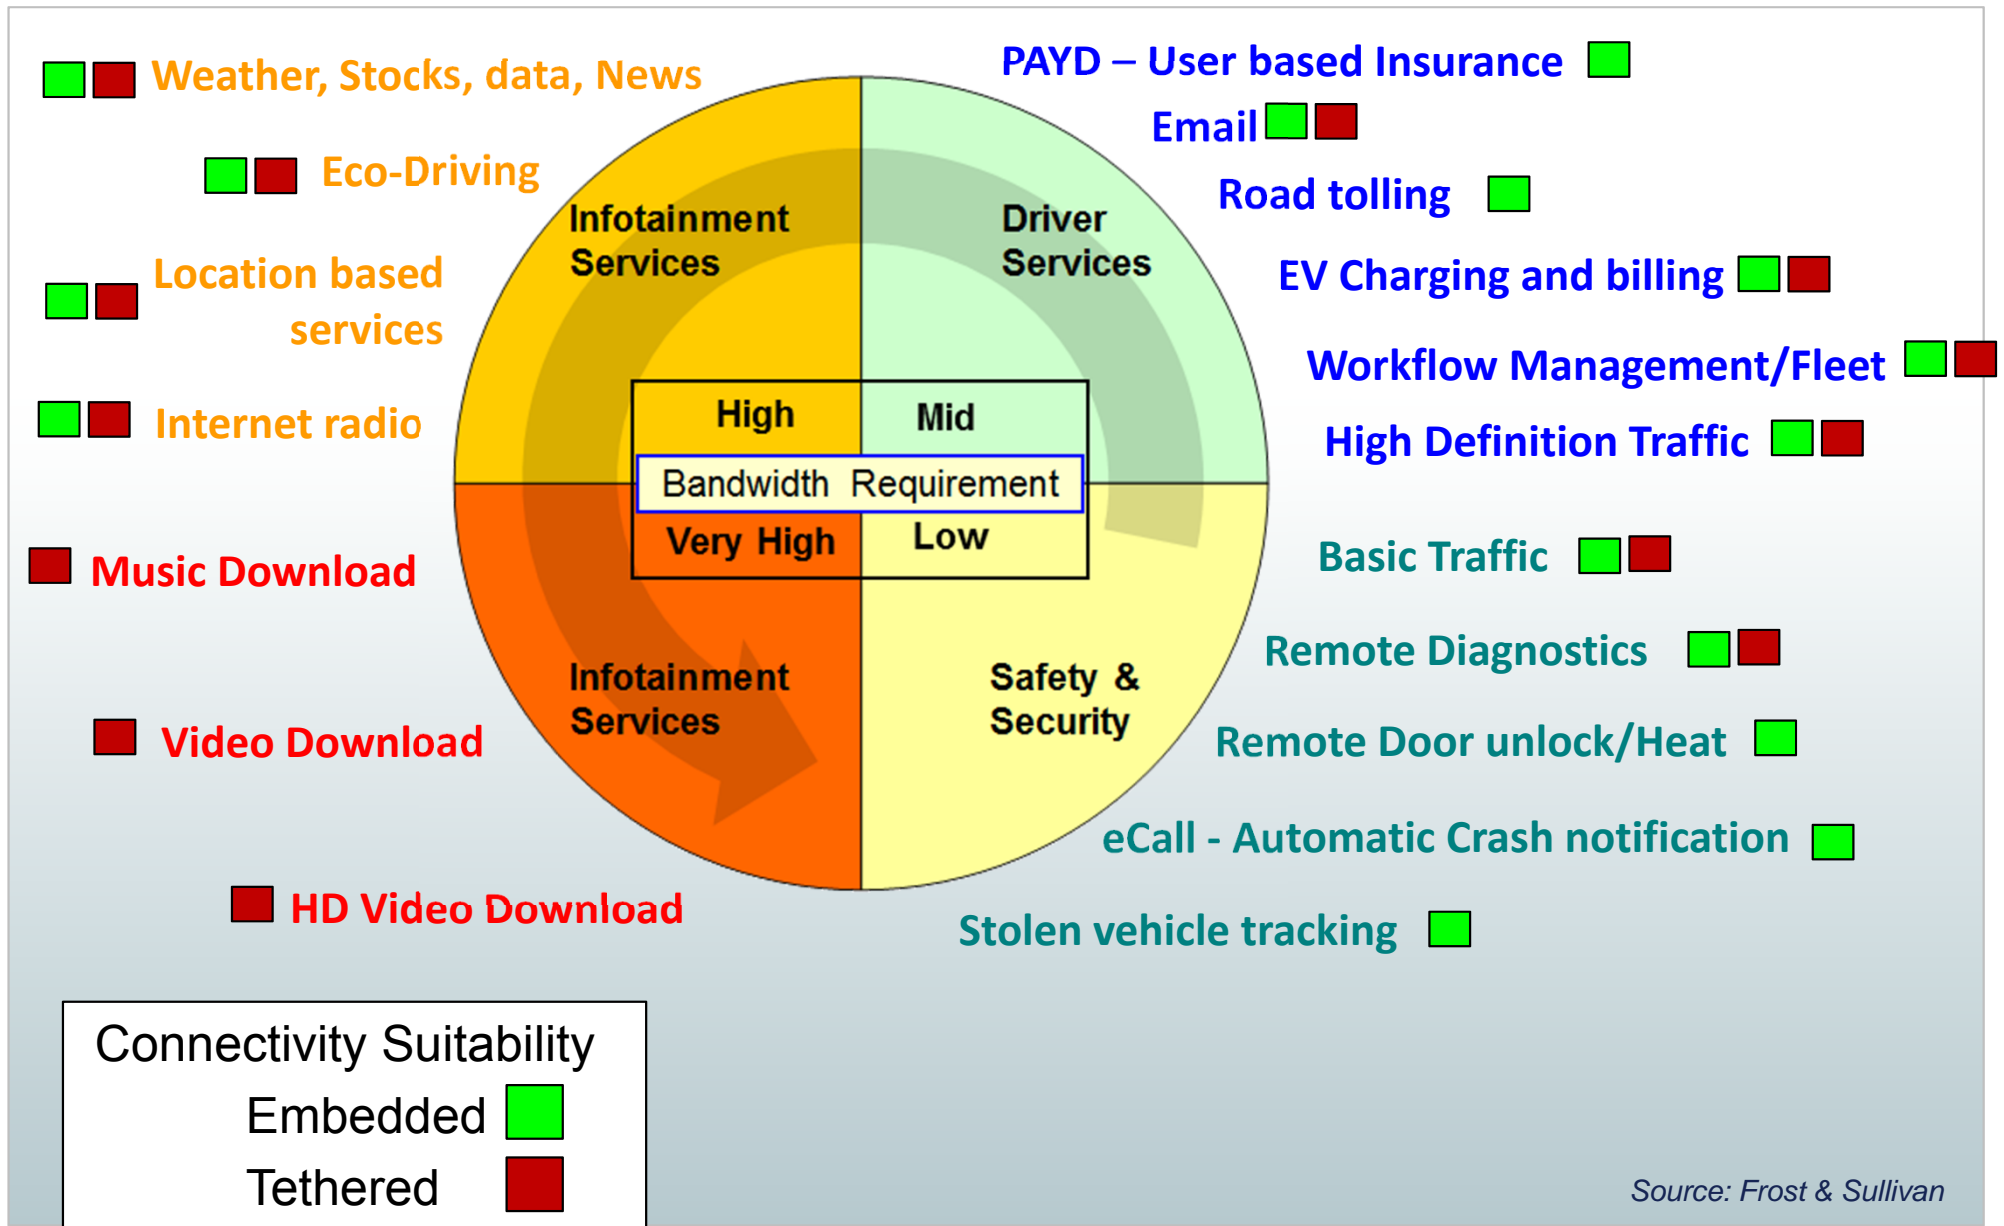 Weather, Stocks, data, News
Eco-Driving
Location based
services
Internet radio
Music Download
Video Download
HD Video Download
PAYD – User based Insurance
Email
Road tolling
EV Charging and billing
Workflow Management/Fleet
High Definition Traffic
Basic Traffic
Remote Diagnostics
Remote Door unlock/Heat
eCall - Automatic Crash notification
Stolen vehicle tracking
Infotainment
Services
Driver
Services
High
Mid
Bandwidth Requirement
Very High
Low
Infotainment
Services
Safety &
Security
Connectivity Suitability
Embedded
Tethered
Source: Frost & Sullivan